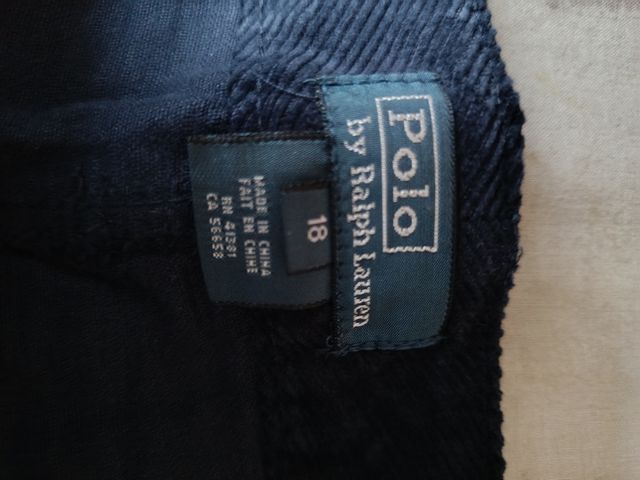 Polo
by Ralph Lauren
18
MADE IN CHINA
FAIT EN CHINE
RN 41381
CA 56658